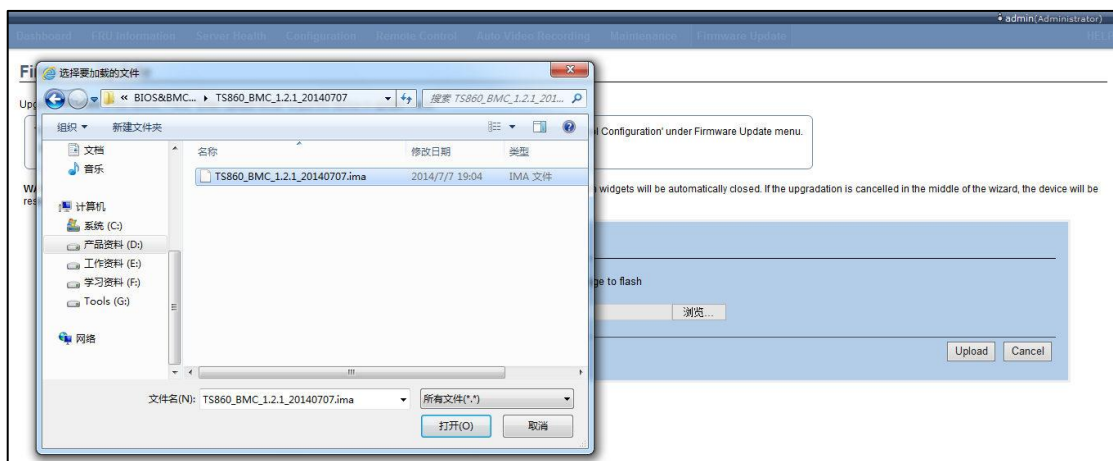 admin(Administrator)
Dashboard FRU Information Server Health Configuration Remote Control Auto Video Recording Maintenance Firmware Update HELP
Fi
选择要加载的文件
Upg
« BIOS&BMC... ▸ TS860_BMC_1.2.1_20140707
搜索 TS860_BMC_1.2.1_201...
组织 新建文件夹
l Configuration' under Firmware Update menu.
文档
名称 修改日期 类型
音乐
TS860_BMC_1.2.1_20140707.ima 2014/7/7 19:04 IMA 文件
WA
widgets will be automatically closed. If the upgradation is cancelled in the middle of the wizard, the device will be
res
计算机
系统 (C:)
产品资料 (D:)
工作资料 (E:)
学习资料 (F:)
Tools (G:)
ge to flash
浏览...
网络
Upload Cancel
文件名(N): TS860_BMC_1.2.1_20140707.ima 所有文件(*.*)
打开(O) 取消